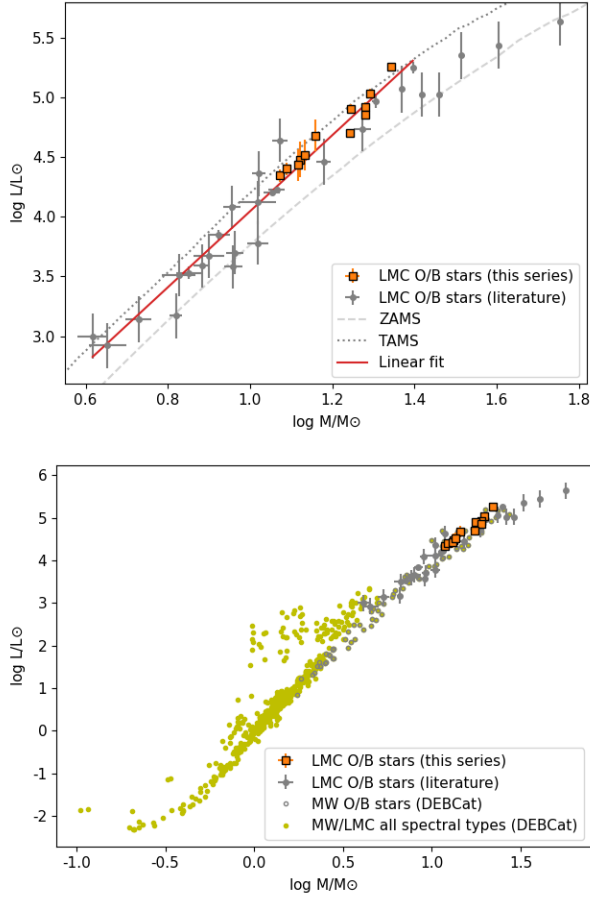 log L/L⊙
5.5
5.0
4.5
4.0
3.5
3.0
LMC O/B stars (this series)
LMC O/B stars (literature)
ZAMS
TAMS
Linear fit
0.6 0.8 1.0 1.2 1.4 1.6 1.8
log M/M⊙
log L/L⊙
6
5
4
3
2
1
0
-1
-2
LMC O/B stars (this series)
LMC O/B stars (literature)
MW O/B stars (DEBCat)
MW/LMC all spectral types (DEBCat)
-1.0 -0.5 0.0 0.5 1.0 1.5
log M/M⊙